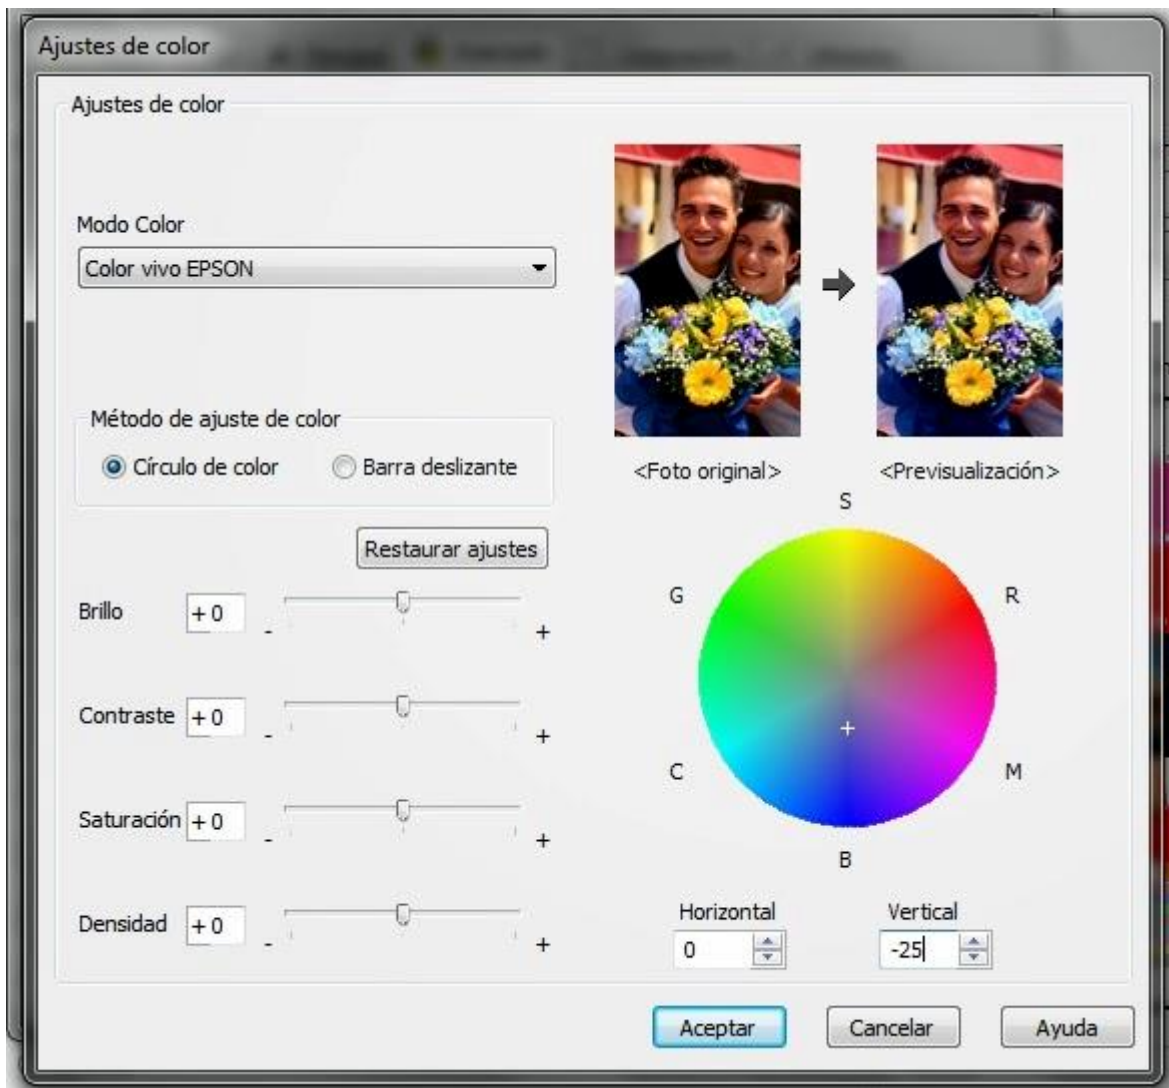 Ajustes de color
Ajustes de color
Modo Color
Color vivo EPSON
Método de ajuste de color
Círculo de color
Barra deslizante
<Foto original>
<Previsualización>
Restaurar ajustes
Brillo
+0
-
+
Contraste
+0
-
+
Saturación
+0
-
+
Densidad
+0
-
+
S
G
R
C
M
B
Horizontal
Vertical
0
-25
Aceptar
Cancelar
Ayuda